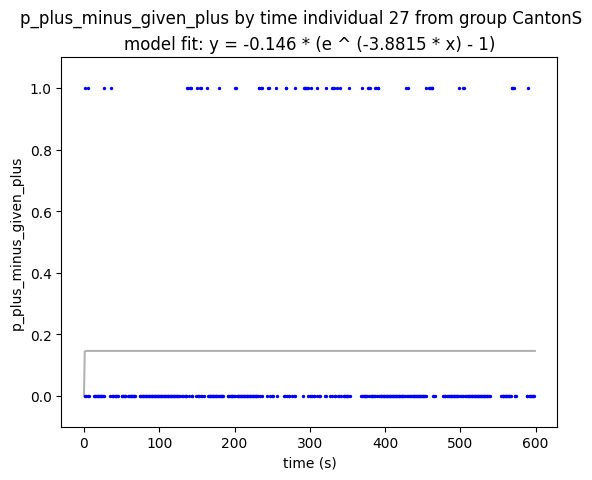 p_plus_minus_given_plus by time individual 27 from group CantonS
model fit: y = -0.146 * (e ^ (-3.8815 * x) - 1)
1.0
0.8
0.6
0.4
0.2
0.0
p_plus_minus_given_plus
0 100 200 300 400 500 600
time (s)